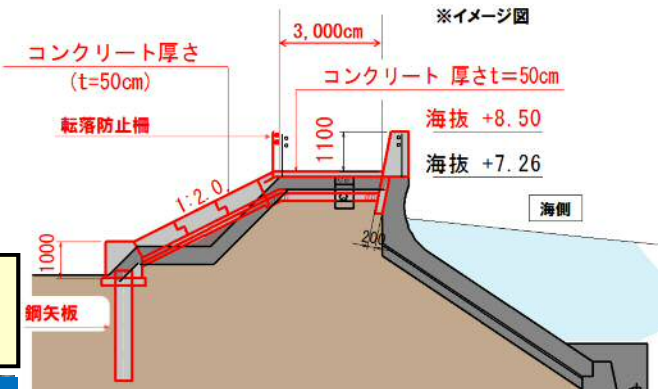 ※イメージ図
3,000cm
コンクリート厚さ
(t=50cm)
コンクリート 厚さt=50cm
転落防止柵
1100
海抜 +8.50
海抜 +7.26
1:2.0
海側
1000
200
鋼矢板